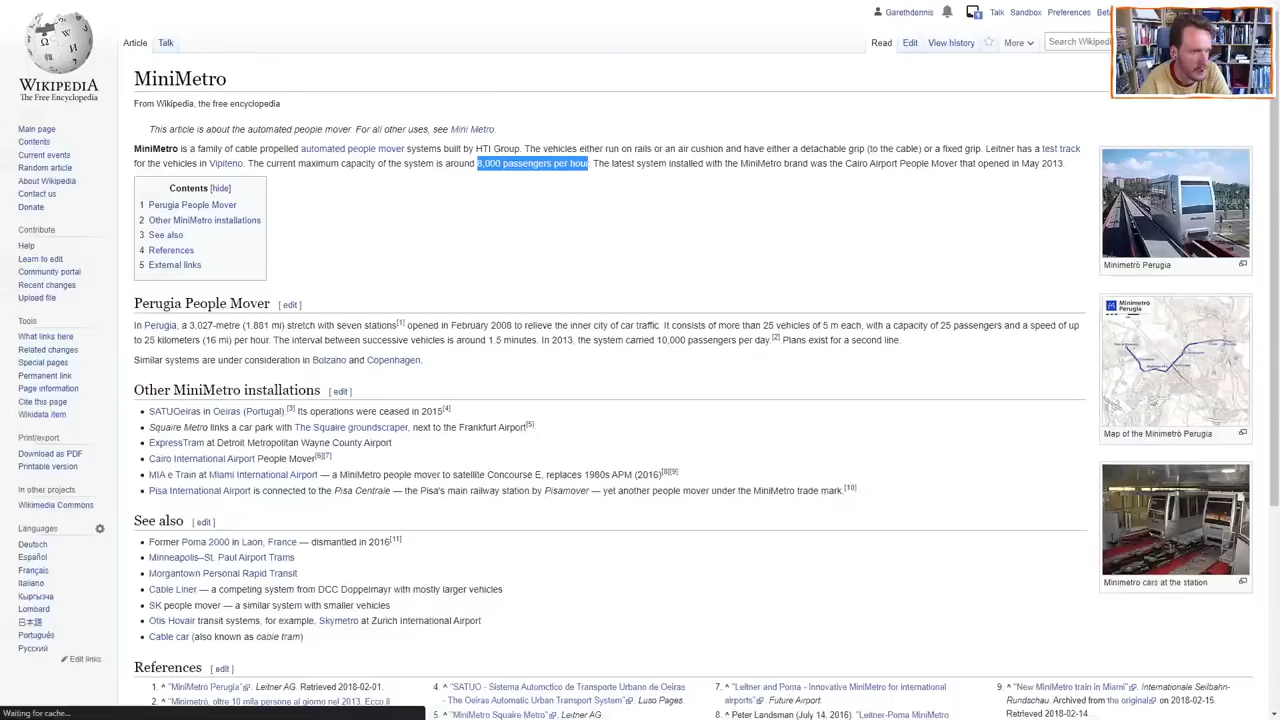 Garethdennis
1
Talk
Sandbox
Preferences
WIKIPEDIA
The Free Encyclopedia
Article
Talk
Read
Edit
View history
More
MiniMetro
From Wikipedia, the free encyclopedia
This article is about the automated people mover. For all other uses, see Mini Metro.
MiniMetro is a family of cable propelled automated people mover systems built by HTI Group. The vehicles either run on rails or an air cushion and have either a detachable grip (to the cable) or a fixed grip. Leitner has a test track
for the vehicles in Vipiteno. The current maximum capacity of the system is around 8,000 passengers per hour. The latest system installed with the MiniMetro brand was the Cairo Airport People Mover that opened in May 2013.
Main page
Contents
Current events
Random article
About Wikipedia
Contact us
Donate
Contribute
Help
Learn to edit
Community portal
Recent changes
Upload file
Tools
What links here
Related changes
Special pages
Permanent link
Page information
Cite this page
Wikidata item
Print/export
Download as PDF
Printable version
In other projects
Wikimedia Commons
Languages
Deutsch
Español
Français
Italiano
Кыргызча
Lombard
日本語
Português
Русский
Edit links
Contents [hide]
1 Perugia People Mover
2 Other MiniMetro installations
3 See also
4 References
5 External links
Minimetrò Perugia
Perugia People Mover [ edit ]
In Perugia, a 3,027-metre (1.881 mi) stretch with seven stations[1] opened in February 2008 to relieve the inner city of car traffic. It consists of more than 25 vehicles of 5 m each, with a capacity of 25 passengers and a speed of up
to 25 kilometers (16 mi) per hour. The interval between successive vehicles is around 1.5 minutes. In 2013, the system carried 10,000 passengers per day.[2] Plans exist for a second line.
Similar systems are under consideration in Bolzano and Copenhagen.
Minimetrò
Perugia
Map of the Minimetrò Perugia
Other MiniMetro installations [ edit ]
SATUOeiras in Oeiras (Portugal) [3] Its operations were ceased in 2015[4]
Squaire Metro links a car park with The Squaire groundscraper, next to the Frankfurt Airport[5]
ExpressTram at Detroit Metropolitan Wayne County Airport
Cairo International Airport People Mover[6][7]
MIA e Train at Miami International Airport — a MiniMetro people mover to satellite Concourse E, replaces 1980s APM (2016)[8][9]
Pisa International Airport is connected to the Pisa Centrale — the Pisa's main railway station by Pisamover — yet another people mover under the MiniMetro trade mark.[10]
Minimetro cars at the station
See also [ edit ]
Former Poma 2000 in Laon, France — dismantled in 2016[11]
Minneapolis–St. Paul Airport Trams
Morgantown Personal Rapid Transit
Cable Liner — a competing system from DCC Doppelmayr with mostly larger vehicles
SK people mover — a similar system with smaller vehicles
Otis Hovair transit systems, for example, Skymetro at Zurich International Airport
Cable car (also known as cable tram)
References [ edit ]
1. ^ "MiniMetrò Perugia". Leitner AG. Retrieved 2018-02-01.
2. ^ Minimetrò, oltre 10 mila persone al giorno nel 2013. Ecco il
4. ^ "SATUO - Sistema Automctico de Transporte Urbano de Oeiras
- The Oeiras Automatic Urban Transport System". Luso Pages.
5. ^ "MiniMetro Squaire Metro". Leitner AG.
7. ^ "Leitner and Poma - Innovative MiniMetro for international
airports". Future Airport.
8. ^ Peter Landsman (July 14, 2016). "Leitner-Poma MiniMetro
9. ^ "New MiniMetro train in Miami". Internationale Seilbahn-
Rundschau. Archived from the original on 2018-02-15.
Retrieved 2018-02-14.
Waiting for cache...